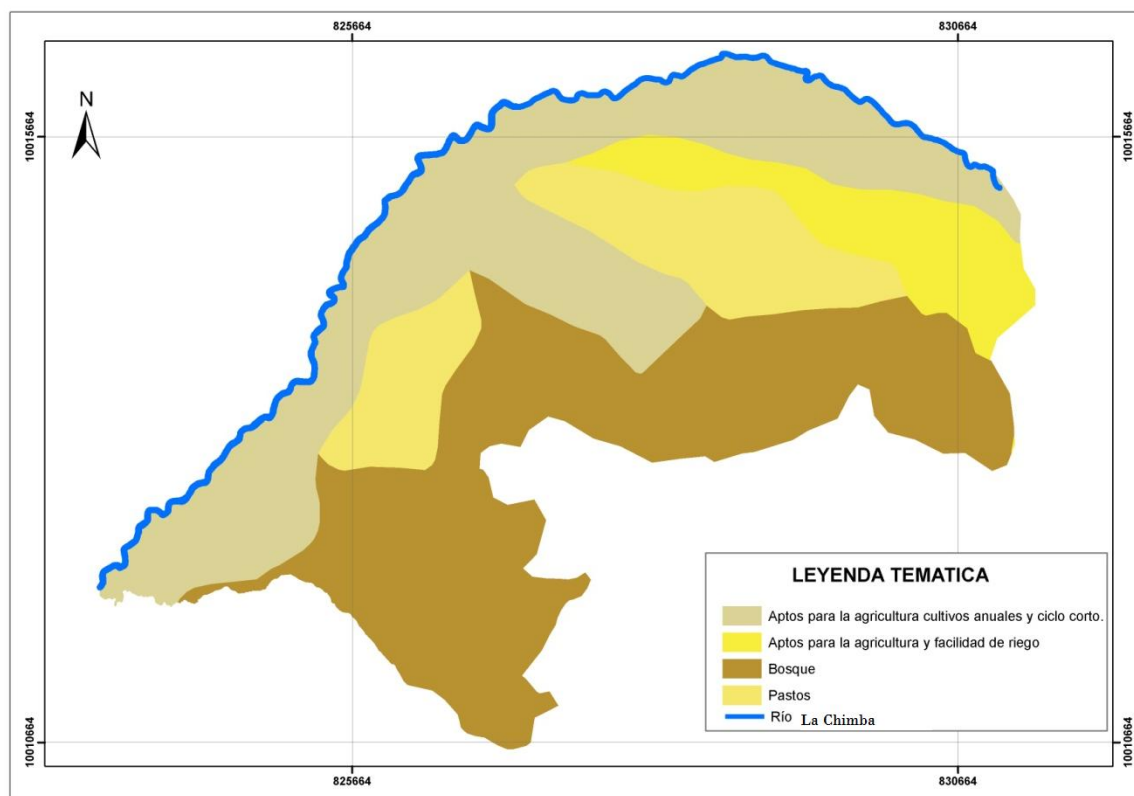 825664
830664
N
10015664
10015664
LEYENDA TEMATICA
Aptos para la agricultura cultivos anuales y ciclo corto.
Aptos para la agricultura y facilidad de riego
Bosque
Pastos
Río La Chimba
10010664
10010664
825664
830664